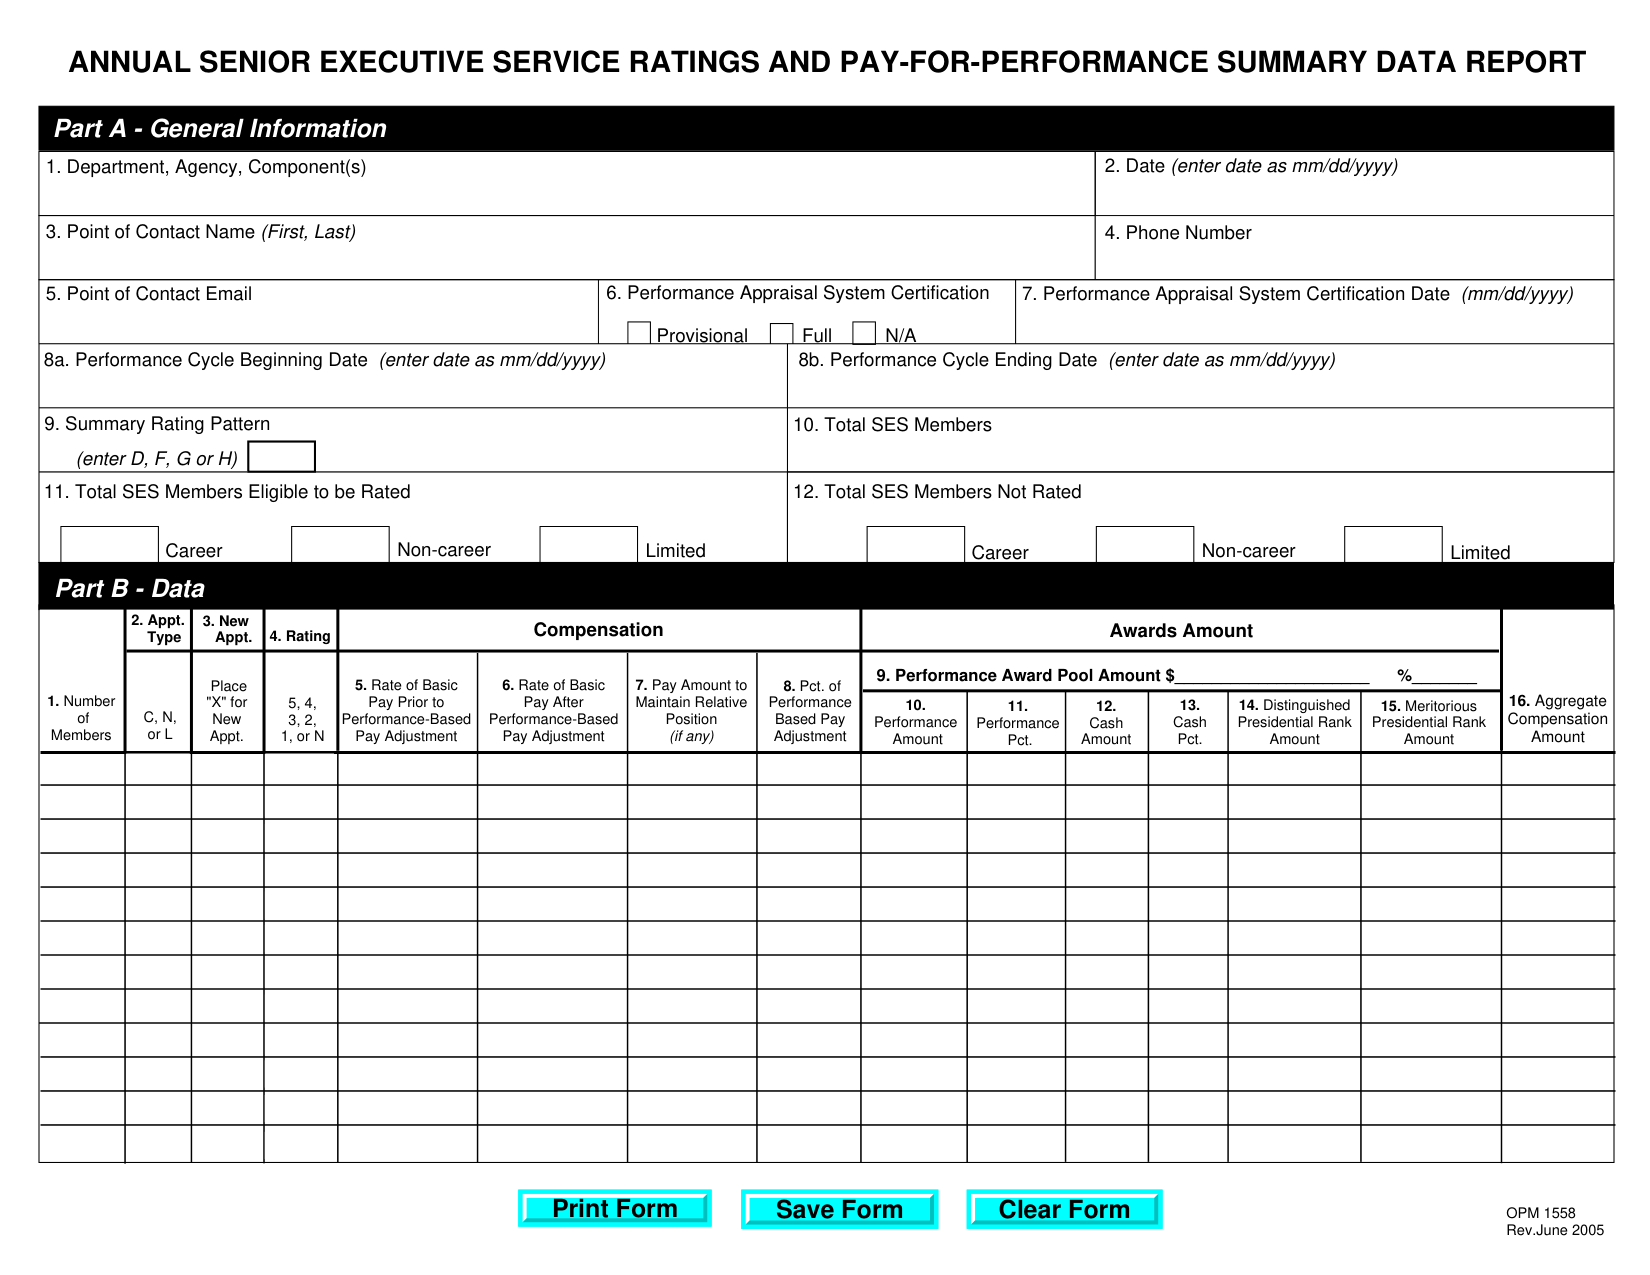 ANNUAL SENIOR EXECUTIVE SERVICE RATINGS AND PAY-FOR-PERFORMANCE SUMMARY DATA REPORT
Part A - General Information
1. Department, Agency, Component(s)
2. Date (enter date as mm/dd/yyyy)
3. Point of Contact Name (First, Last)
4. Phone Number
5. Point of Contact Email
6. Performance Appraisal System Certification
Provisional Full N/A
7. Performance Appraisal System Certification Date (mm/dd/yyyy)
8a. Performance Cycle Beginning Date (enter date as mm/dd/yyyy)
8b. Performance Cycle Ending Date (enter date as mm/dd/yyyy)
9. Summary Rating Pattern
(enter D, F, G or H)
10. Total SES Members
11. Total SES Members Eligible to be Rated
Career Non-career Limited
12. Total SES Members Not Rated
Career Non-career Limited
Part B - Data
1. Number
of
Members
2. Appt.
Type
C, N,
or L
3. New
Appt.
Place
"X" for
New
Appt.
4. Rating
5, 4,
3, 2,
1, or N
Compensation
5. Rate of Basic
Pay Prior to
Performance-Based
Pay Adjustment
6. Rate of Basic
Pay After
Performance-Based
Pay Adjustment
7. Pay Amount to
Maintain Relative
Position
(if any)
8. Pct. of
Performance
Based Pay
Adjustment
Awards Amount
9. Performance Award Pool Amount $____________________ %_______
10.
Performance
Amount
11.
Performance
Pct.
12.
Cash
Amount
13.
Cash
Pct.
14. Distinguished
Presidential Rank
Amount
15. Meritorious
Presidential Rank
Amount
16. Aggregate
Compensation
Amount
Print Form
Save Form
Clear Form
OPM 1558
Rev.June 2005